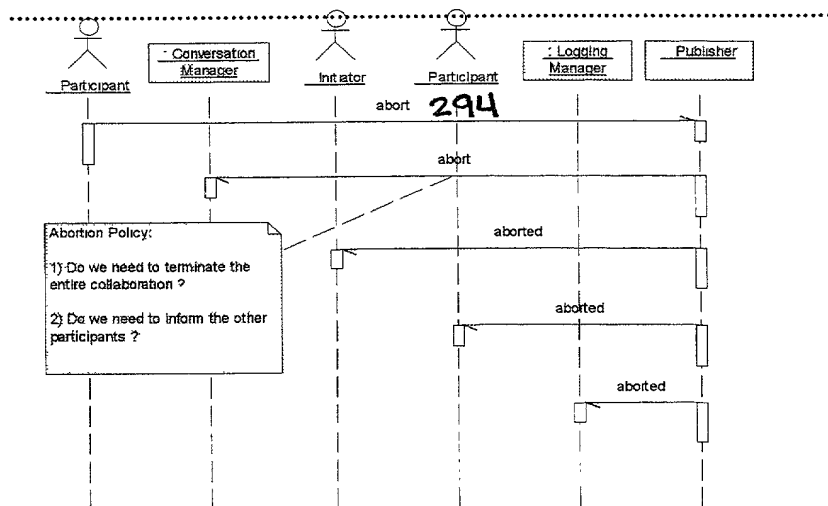 Participant
: Conversation
Manager
Initiator
Participant
: Logging
Manager
: Publisher
abort 294
abort
Abortion Policy:
1) Do we need to terminate the
entire collaboration ?
2) Do we need to inform the other
participants ?
aborted
aborted
aborted